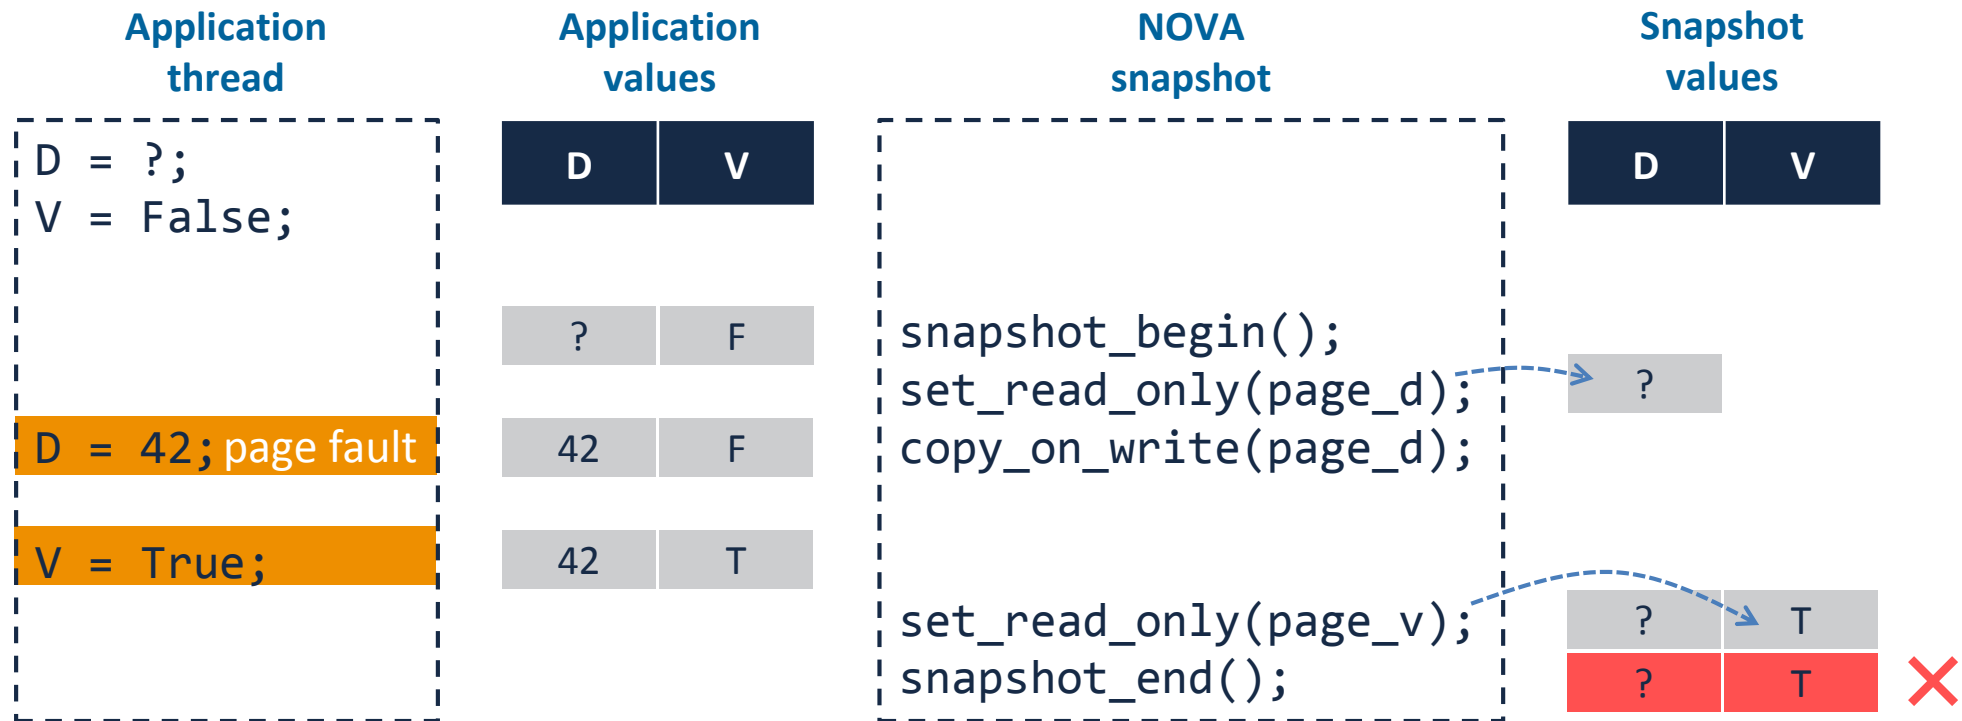 Application
thread
Application
values
NOVA
snapshot
Snapshot
values
D = ?;
V = False;
D V
D V
? F
snapshot_begin();
set_read_only(page_d);
?
D = 42; page fault
42 F
copy_on_write(page_d);
V = True;
42 T
set_read_only(page_v);
? T
snapshot_end();
? T